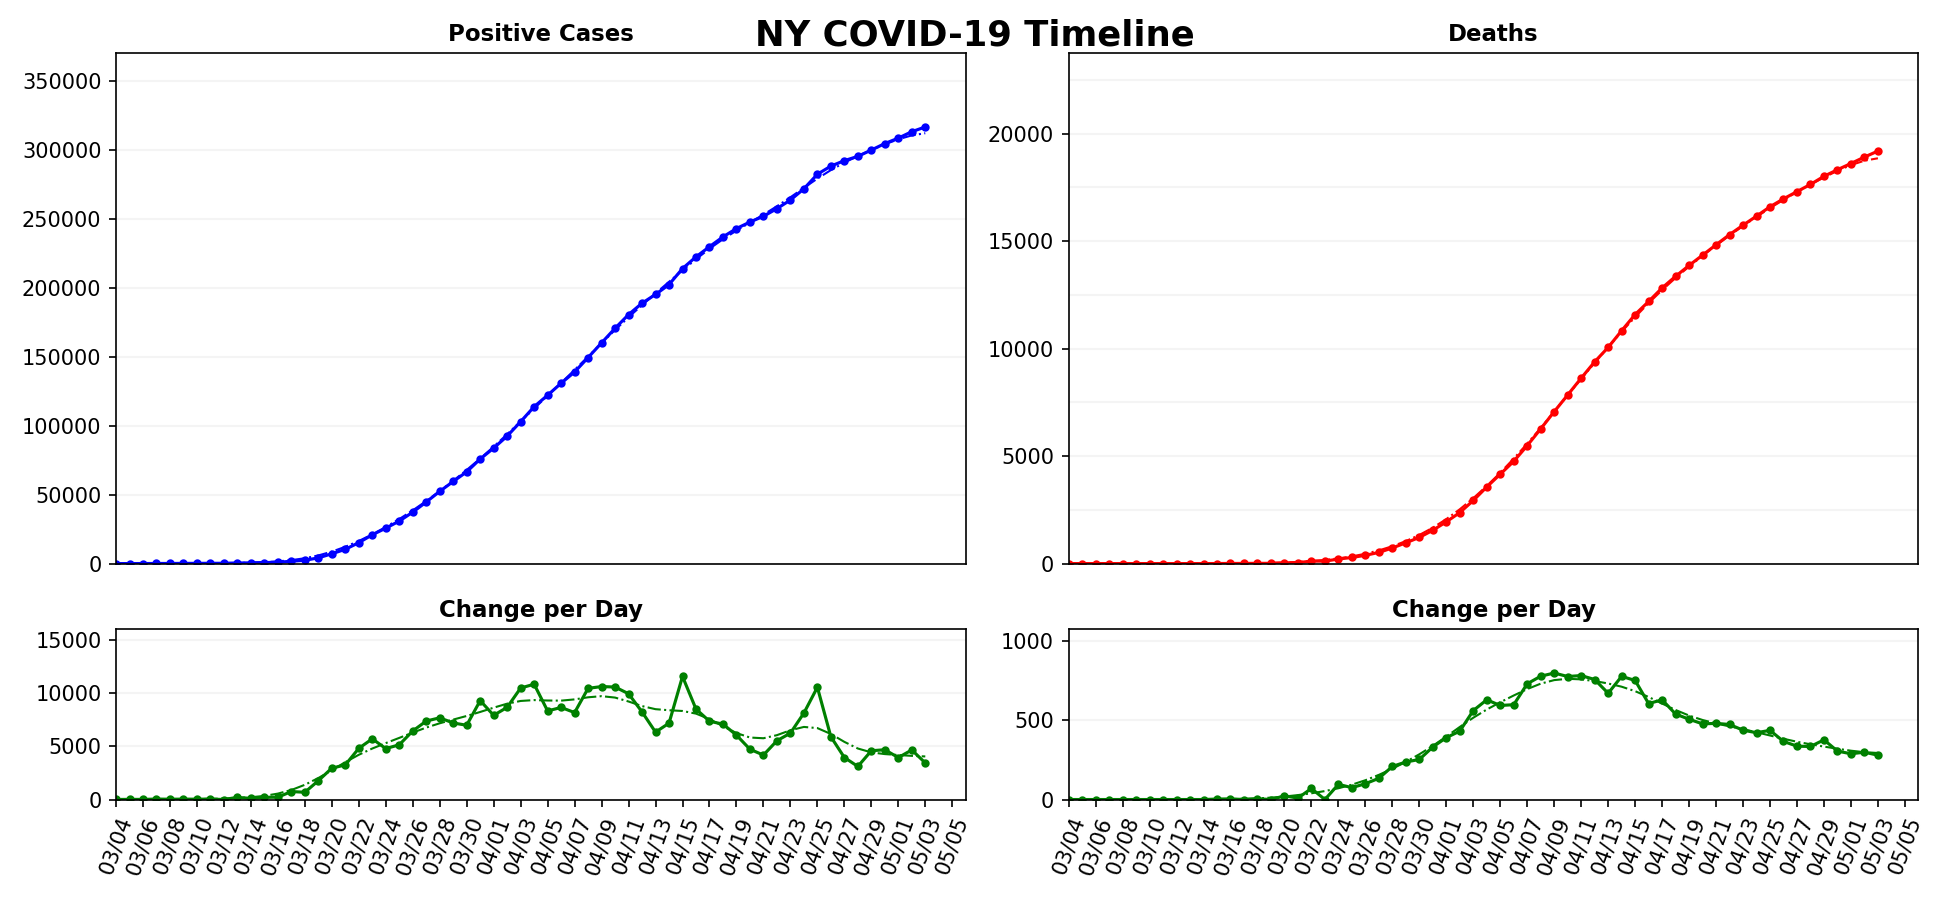 NY COVID-19 Timeline
Positive Cases
350000
300000
250000
200000
150000
100000
50000
0
Deaths
20000
15000
10000
5000
0
Change per Day
15000
10000
5000
0
03/04 03/06 03/08 03/10 03/12 03/14 03/16 03/18 03/20 03/22 03/24 03/26 03/28 03/30 04/01 04/03 04/05 04/07 04/09 04/11 04/13 04/15 04/17 04/19 04/21 04/23 04/25 04/27 04/29 05/01 05/03 05/05
Change per Day
1000
500
0
03/04 03/06 03/08 03/10 03/12 03/14 03/16 03/18 03/20 03/22 03/24 03/26 03/28 03/30 04/01 04/03 04/05 04/07 04/09 04/11 04/13 04/15 04/17 04/19 04/21 04/23 04/25 04/27 04/29 05/01 05/03 05/05